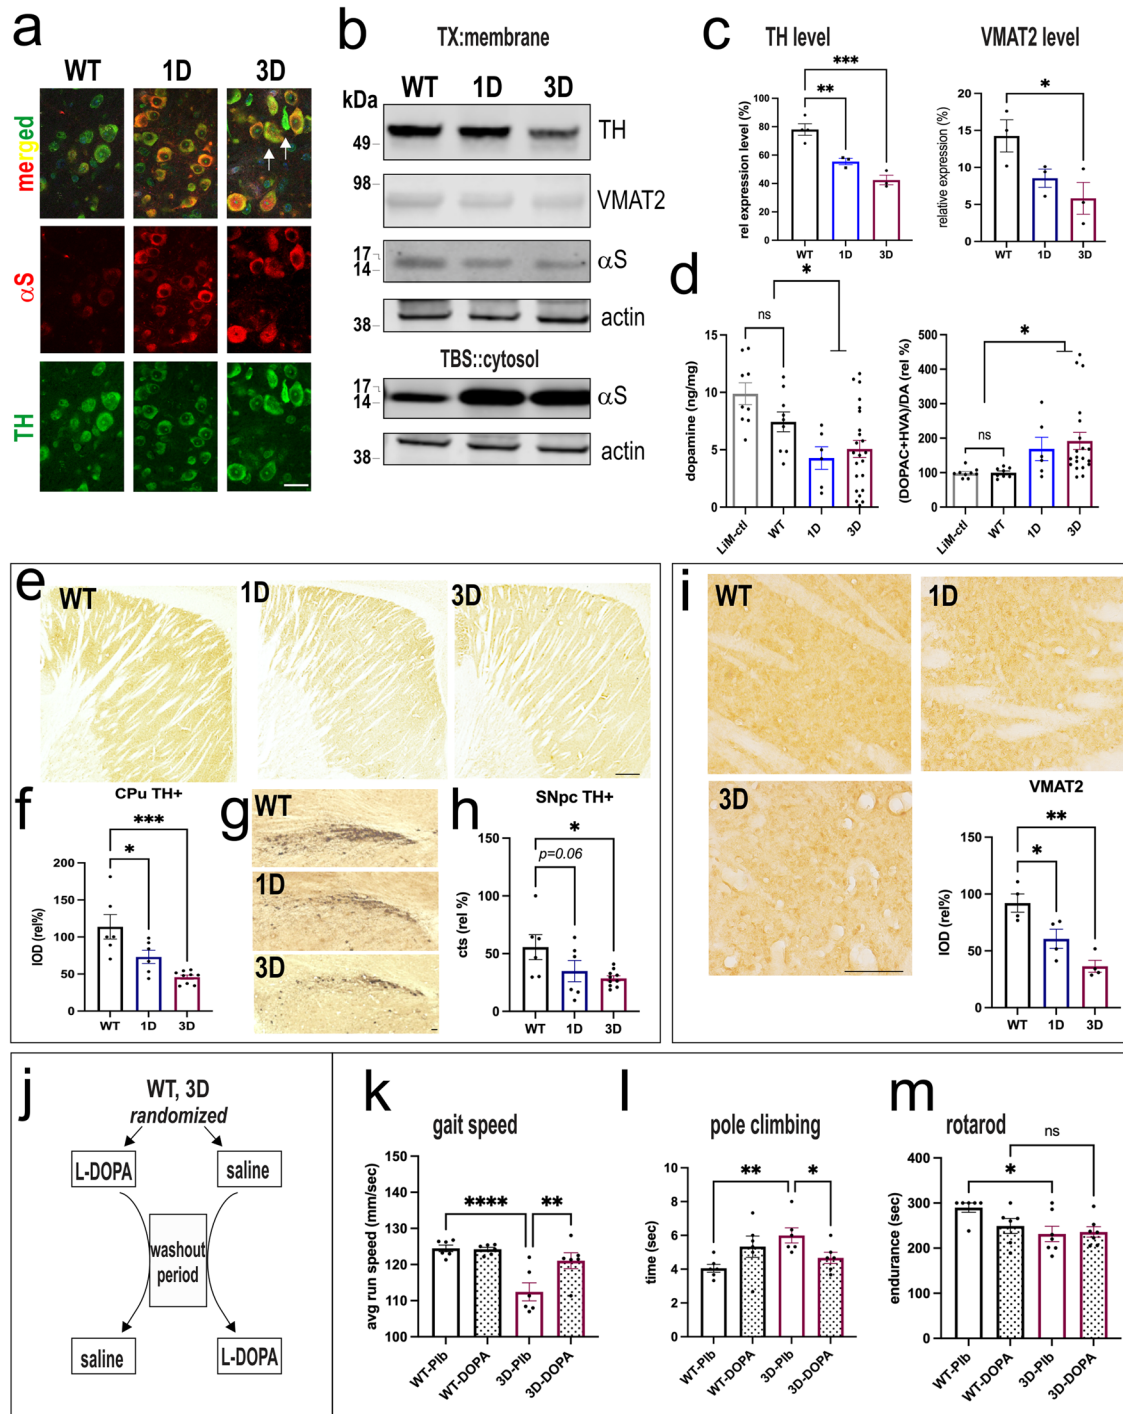 a
WT 1D 3D
merged
αS
TH
b
TX:membrane
WT 1D 3D
kDa
49
TH
98
VMAT2
17
14
αS
38
actin
TBS::cytosol
17
14
αS
38
actin
c
TH level
***
**
rel expression level (%)
100
80
60
40
80
0
WT 1D 3D
VMAT2 level
*
relative expression (%)
20
15
10
5
0
WT 1D 3D
d
*
ns
dopamine (ng/mg)
15
10
5
0
LiM-ctl WT 1D 3D
*
ns
(DOPAC+HVA)/DA (rel %)
500
450
400
350
300
250
200
150
100
50
0
LiM-ctl WT 1D 3D
e
WT 1D 3D
f
CPu TH+
***
*
IOD (rel%)
200
150
100
50
0
WT 1D 3D
g
WT
1D
3D
h
SNpc TH+
*
p=0.06
cts (rel %)
150
100
50
0
WT 1D 3D
i
WT 1D
3D
VMAT2
**
*
IOD (rel%)
150
100
50
0
WT 1D 3D
j
WT, 3D
randomized
L-DOPA saline
washout
period
saline L-DOPA
k
gait speed
**** **
avg run speed (mm/sec)
150
140
130
120
110
100
WT-Plb WT-DOPA 3D-Plb 3D-DOPA
l
pole climbing
** *
time (sec)
10
8
6
4
2
0
WT-Plb WT-DOPA 3D-Plb 3D-DOPA
m
rotarod
ns
*
endurance (sec)
400
300
200
100
0
WT-Plb WT-DOPA 3D-Plb 3D-DOPA